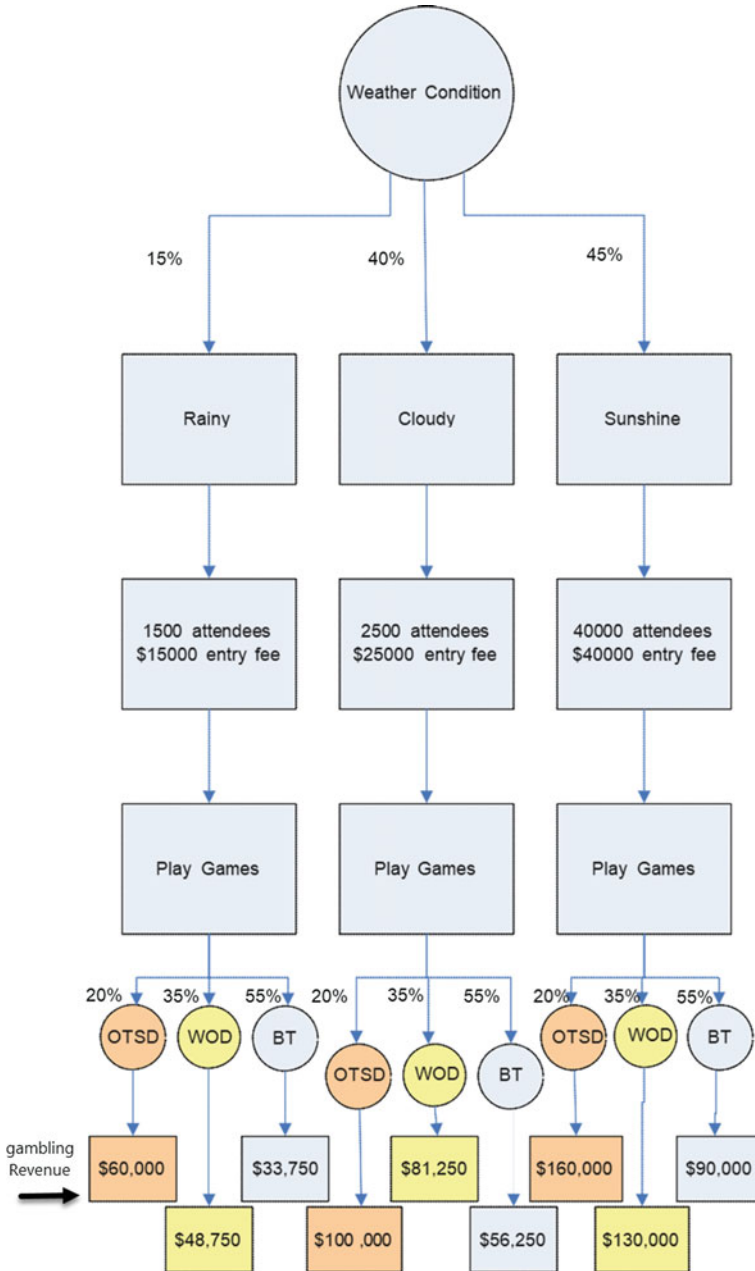 Weather Condition
15%
40%
45%
Rainy
Cloudy
Sunshine
1500 attendees
$15000 entry fee
2500 attendees
$25000 entry fee
40000 attendees
$40000 entry fee
Play Games
Play Games
Play Games
20%
35%
55%
20%
35%
55%
20%
35%
55%
OTSD
WOD
BT
OTSD
WOD
BT
OTSD
WOD
BT
gambling
Revenue
$60,000
$33,750
$81,250
$160,000
$90,000
$48,750
$100 ,000
$56,250
$130,000